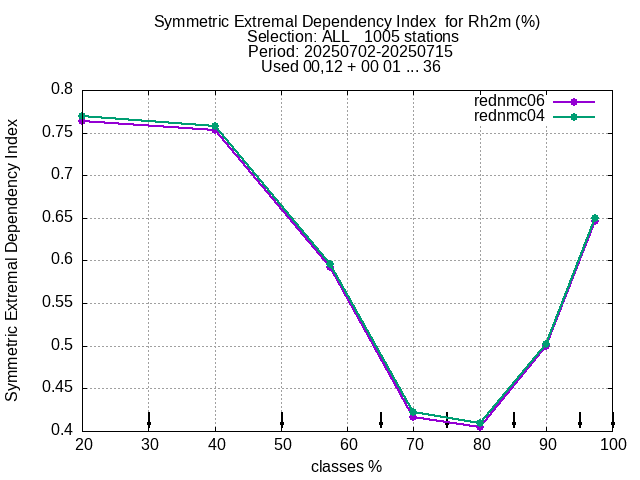 Symmetric Extremal Dependency Index  for Rh2m (%)
Selection: ALL   1005 stations
Period: 20250702-20250715
Used 00,12 + 00 01 ... 36
rednmc06
rednmc04
Symmetric Extremal Dependency Index
0.8
0.75
0.7
0.65
0.6
0.55
0.5
0.45
0.4
20 30 40 50 60 70 80 90 100
classes %